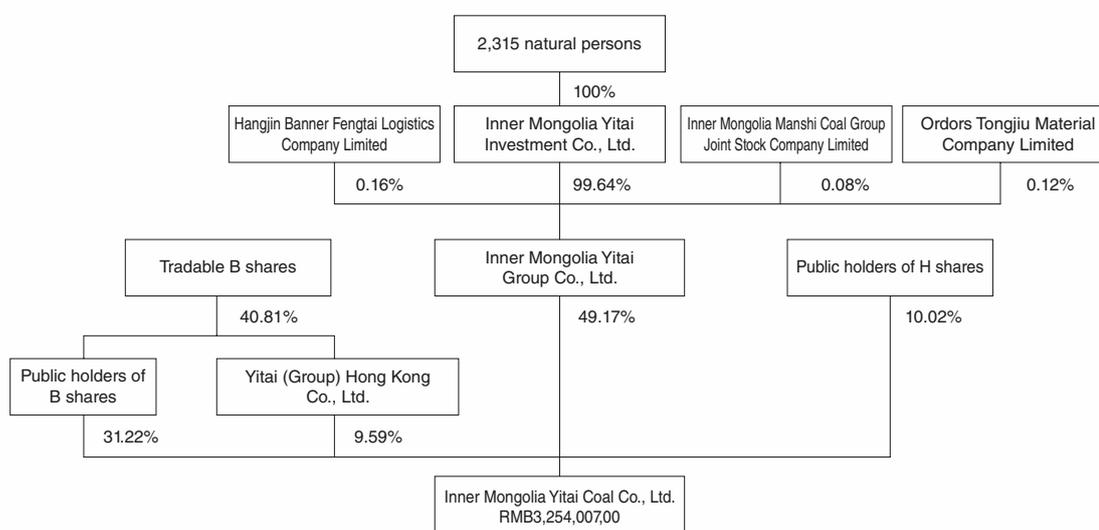 2,315 natural persons
100%
Hangjin Banner Fengtai Logistics
Company Limited
Inner Mongolia Yitai
Investment Co., Ltd.
Inner Mongolia Manshi Coal Group
Joint Stock Company Limited
Ordors Tongjiu Material
Company Limited
0.16%
99.64%
0.08%
0.12%
Tradable B shares
Inner Mongolia Yitai
Group Co., Ltd.
Public holders of H shares
40.81%
49.17%
10.02%
Public holders of
B shares
Yitai (Group) Hong Kong
Co., Ltd.
31.22%
9.59%
Inner Mongolia Yitai Coal Co., Ltd.
RMB3,254,007,00